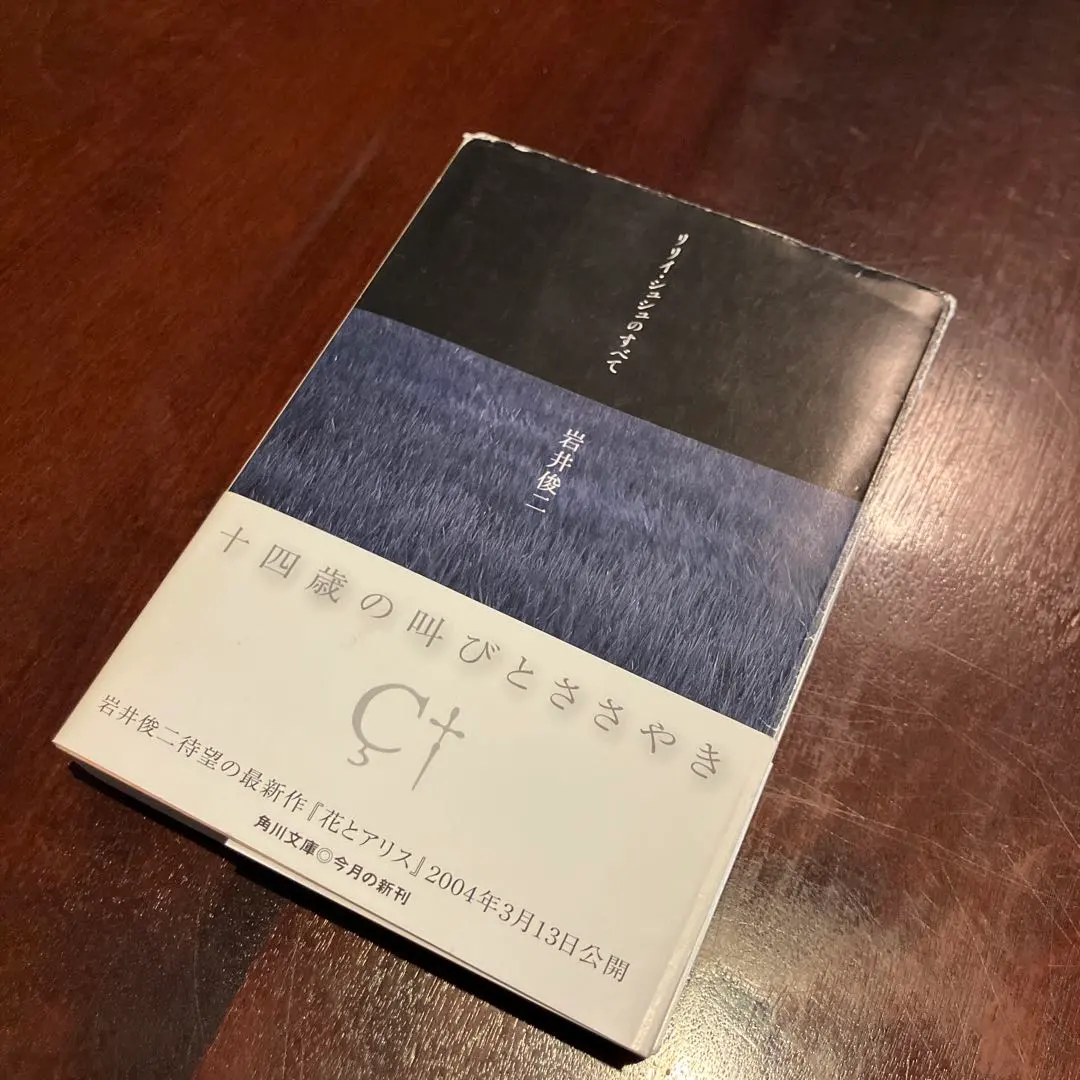 リリイ・シュシュのすべて
岩井俊二
十四歳の叫びとささやき
Ç†
岩井俊二待望の最新作『花とアリス』2004年3月13日公開
角川文庫◎今月の新刊